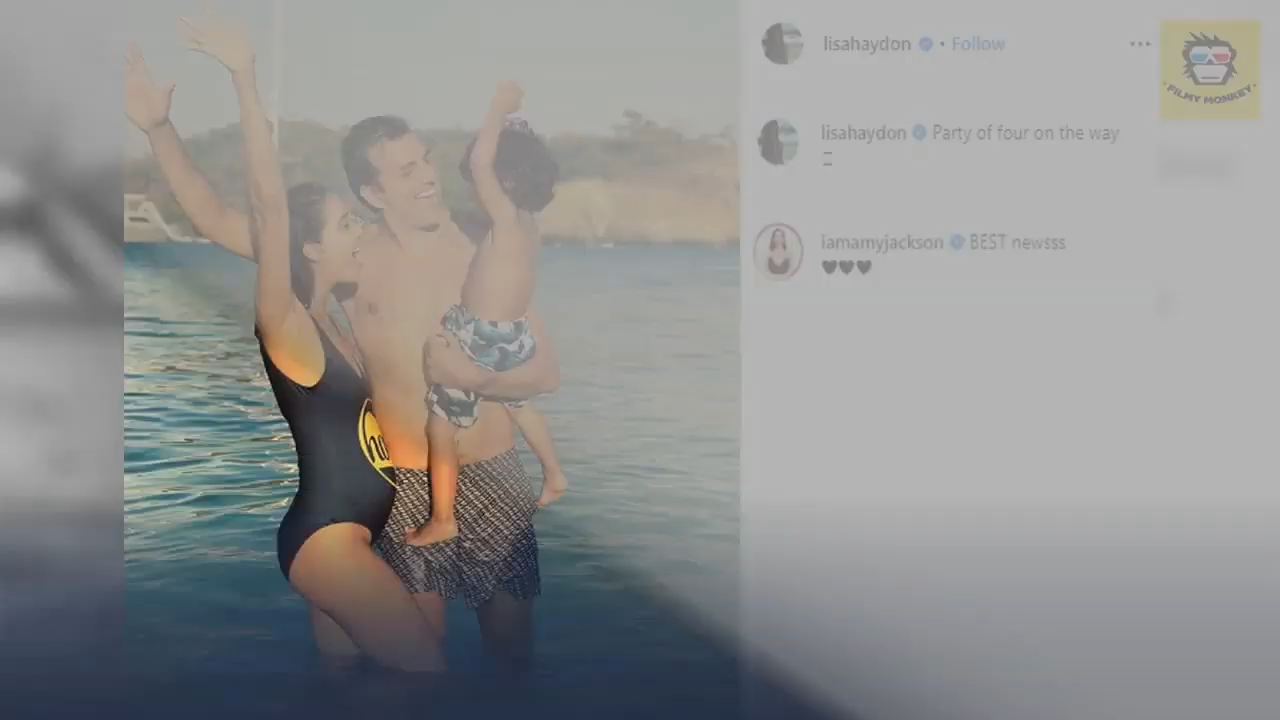 lisahaydon • Follow
lisahaydon Party of four on the way
iamamyjackson BEST newsss
FILMY MONKEY